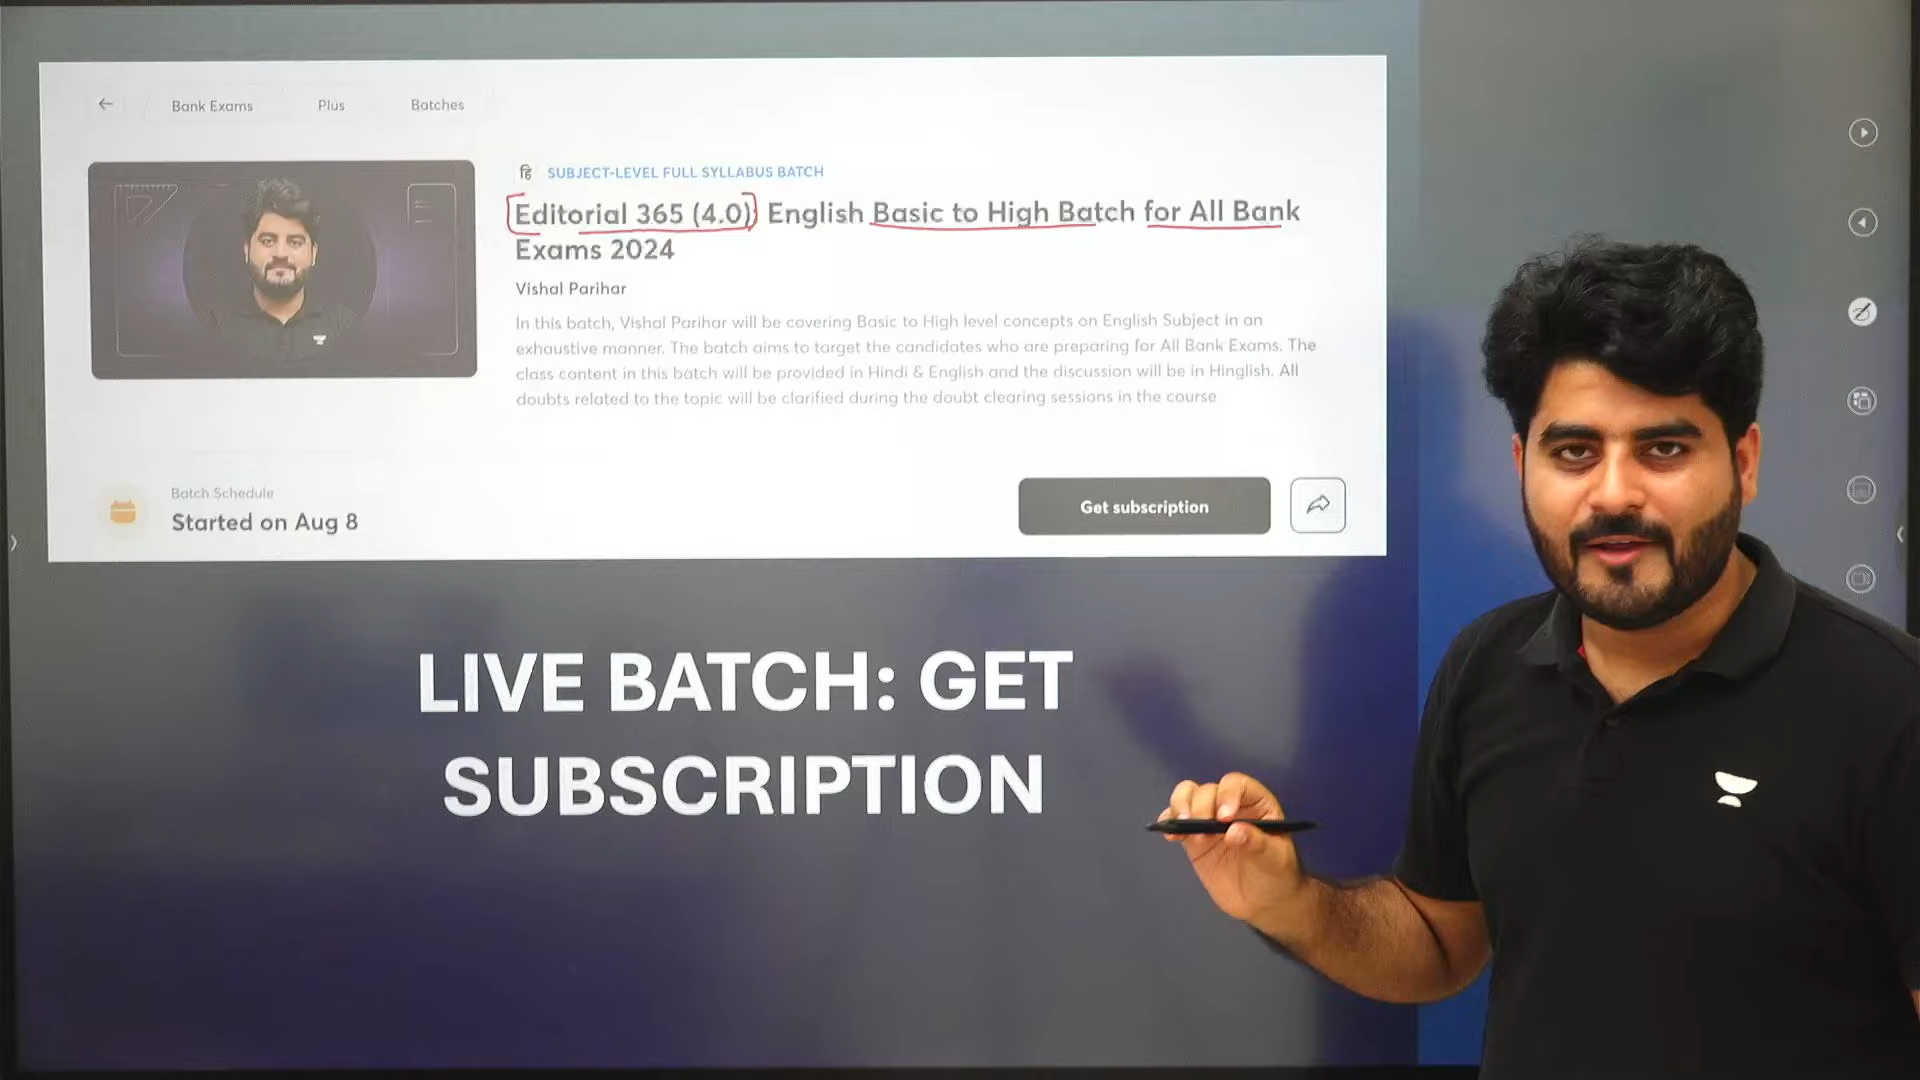 Bank Exams Plus Batches
हि SUBJECT-LEVEL FULL SYLLABUS BATCH
Editorial 365 (4.0): English Basic to High Batch for All Bank
Exams 2024
Vishal Parihar
In this batch, Vishal Parihar will be covering Basic to High level concepts on English Subject in an
exhaustive manner. The batch aims to target the candidates who are preparing for All Bank Exams. The
class content in this batch will be provided in Hindi & English and the discussion will be in Hinglish. All
doubts related to the topic will be clarified during the doubt clearing sessions in the course
Batch Schedule
Started on Aug 8
Get subscription
LIVE BATCH: GET
SUBSCRIPTION